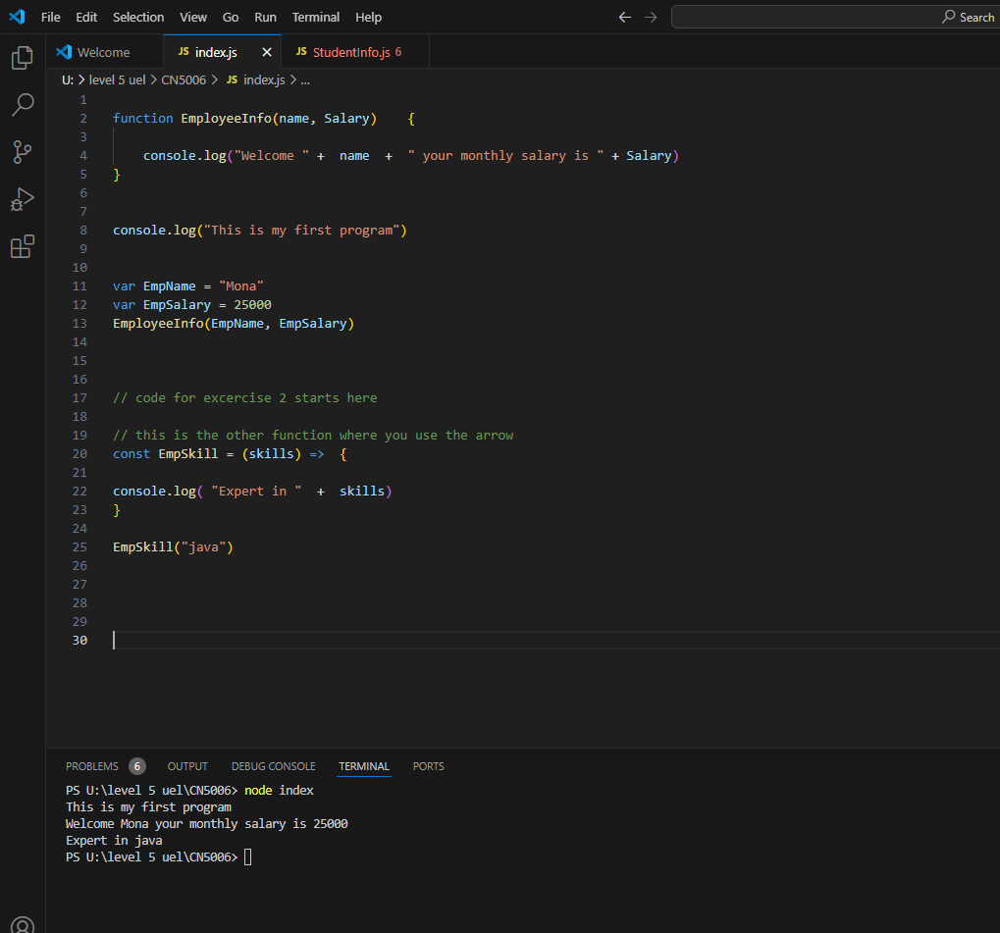 File Edit Selection View Go Run Terminal Help Search
Welcome JS index.js JS StudentInfo.js 6
U: > level 5 uel > CN5006 > JS index.js > ...
1
2 function EmployeeInfo(name, Salary)    {
3
4     console.log("Welcome " +  name  +  " your monthly salary is " + Salary)
5 }
6
7
8 console.log("This is my first program")
9
10
11 var EmpName = "Mona"
12 var EmpSalary = 25000
13 EmployeeInfo(EmpName, EmpSalary)
14
15
16
17 // code for excercise 2 starts here
18
19 // this is the other function where you use the arrow
20 const EmpSkill = (skills) =>  {
21
22 console.log( "Expert in "  +  skills)
23 }
24
25 EmpSkill("java")
26
27
28
29
30
PROBLEMS 6 OUTPUT DEBUG CONSOLE TERMINAL PORTS
PS U:\level 5 uel\CN5006> node index
This is my first program
Welcome Mona your monthly salary is 25000
Expert in java
PS U:\level 5 uel\CN5006>